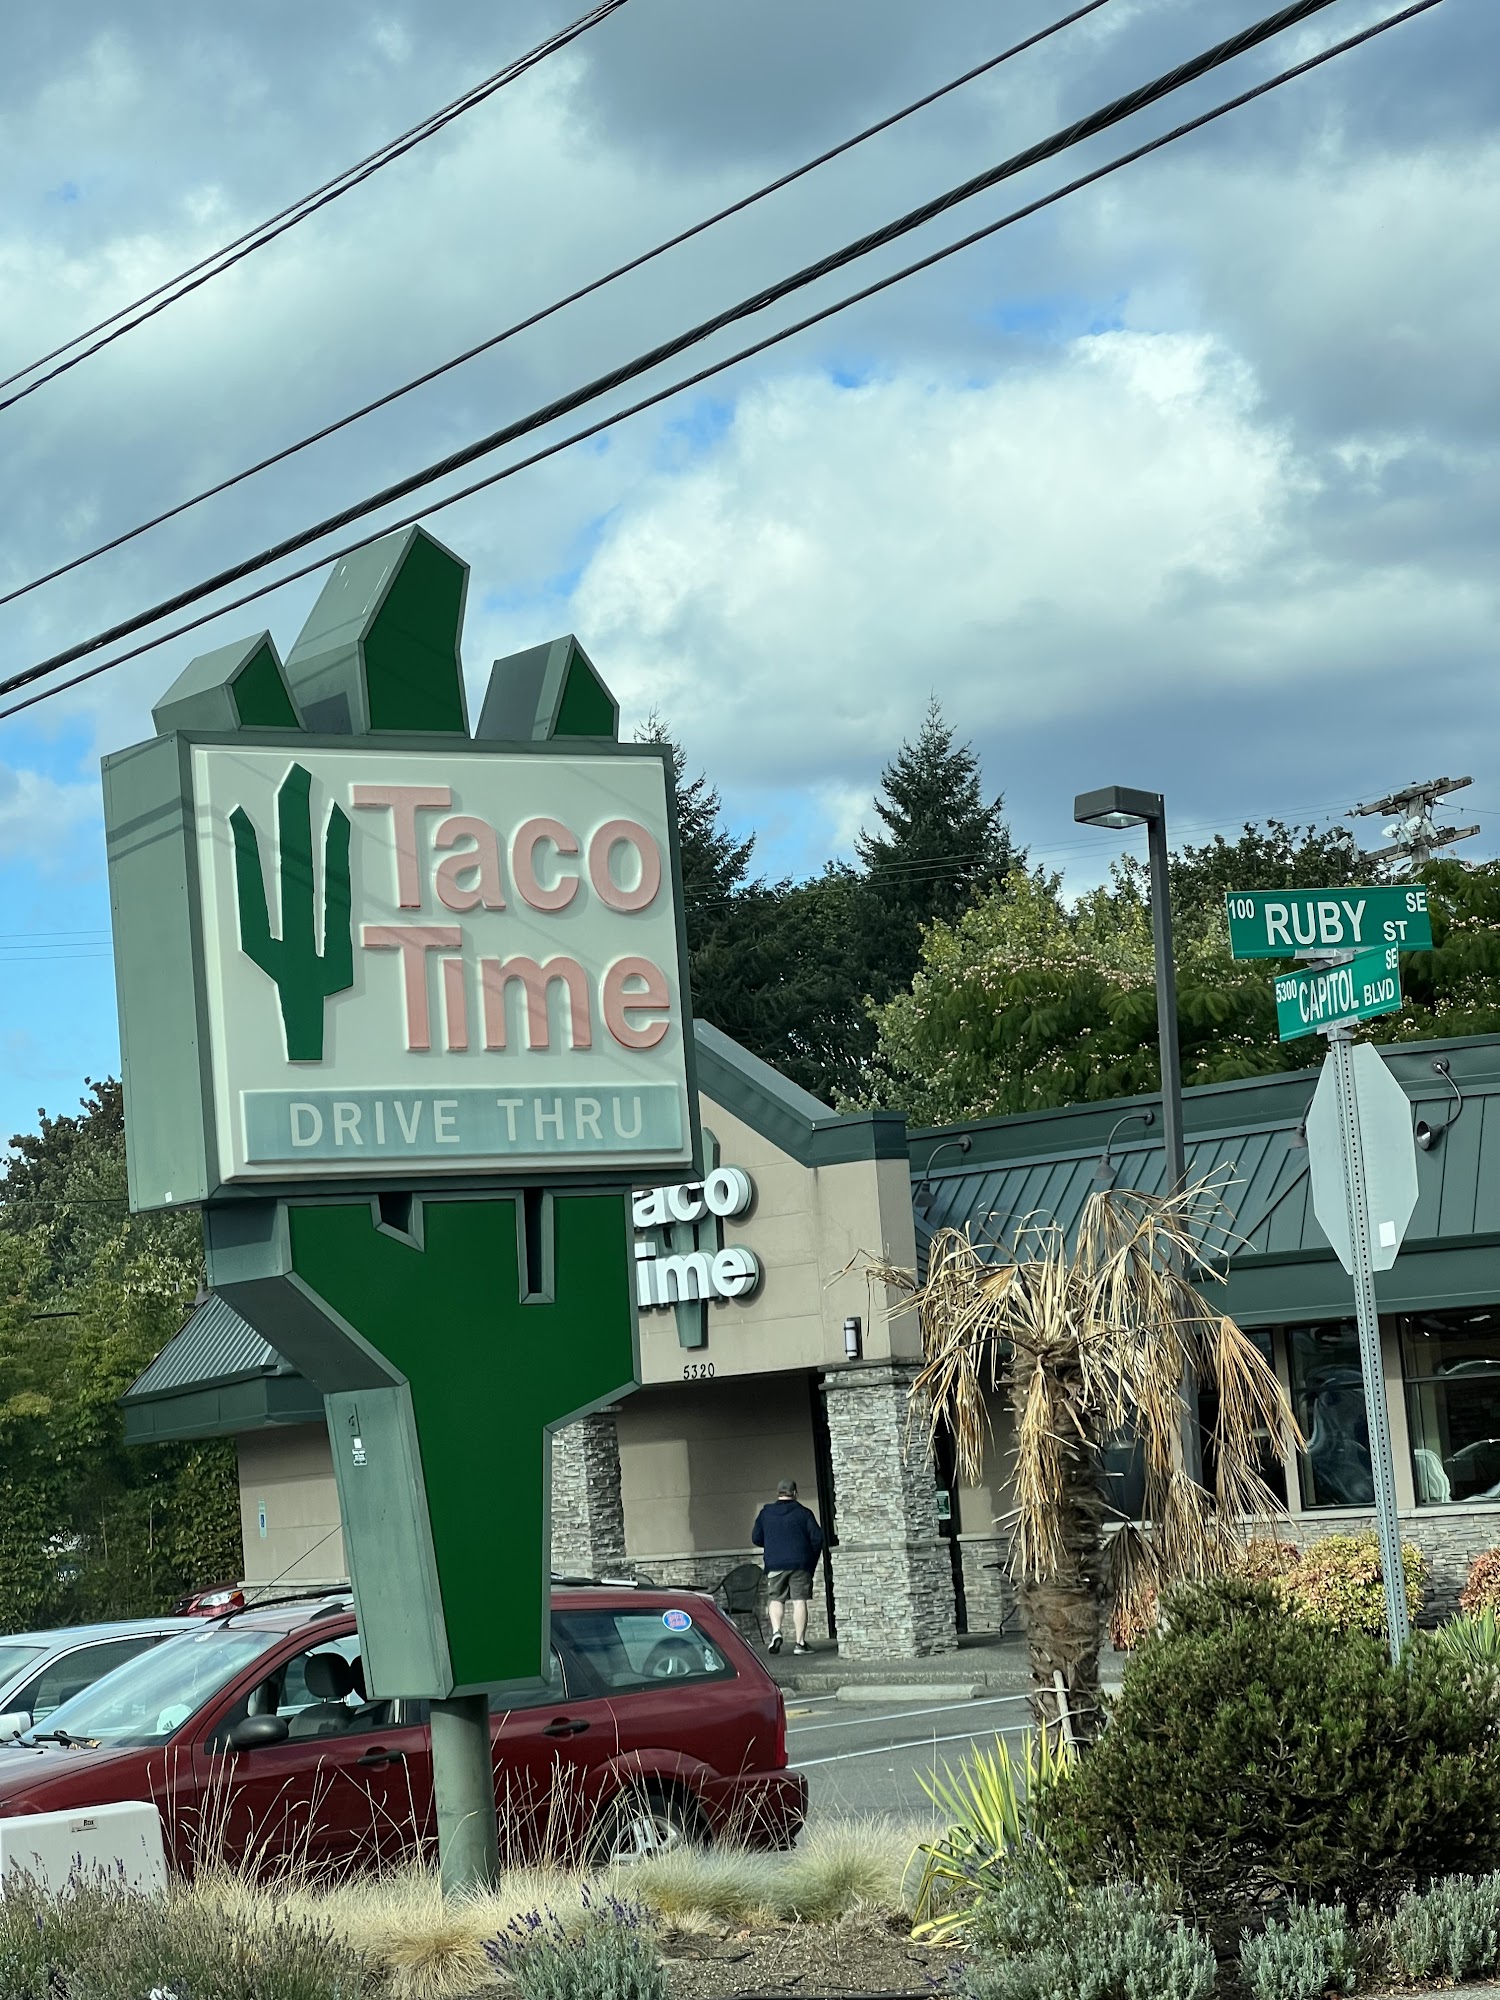 Taco
Time
DRIVE THRU
aco
ime
5320
100 RUBY ST SE
5300 CAPITOL BLVD SE